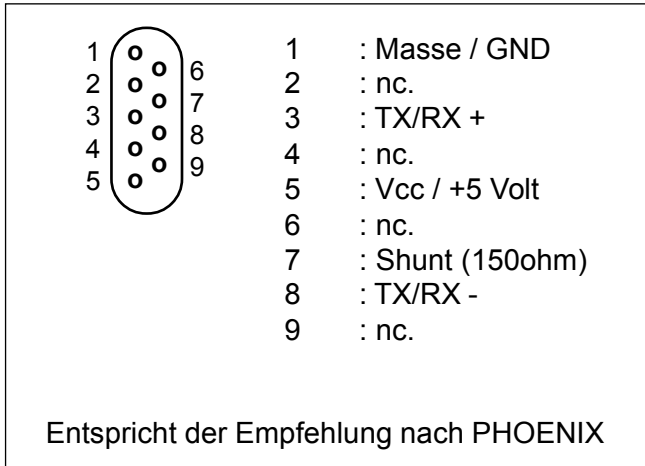 1 : Masse / GND
2 : nc.
3 : TX/RX +
4 : nc.
5 : Vcc / +5 Volt
6 : nc.
7 : Shunt (150ohm)
8 : TX/RX -
9 : nc.
1
6
2
7
3
8
4
9
5
Entspricht der Empfehlung nach PHOENIX